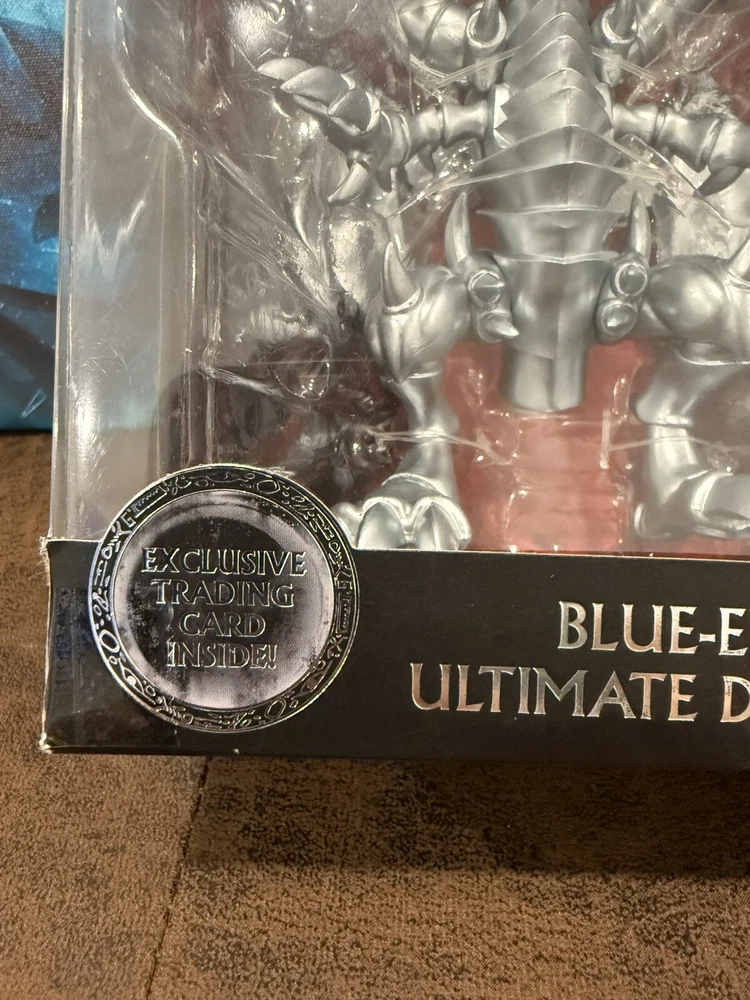 EXCLUSIVE
TRADING
CARD
INSIDE!
BLUE-E
ULTIMATE D